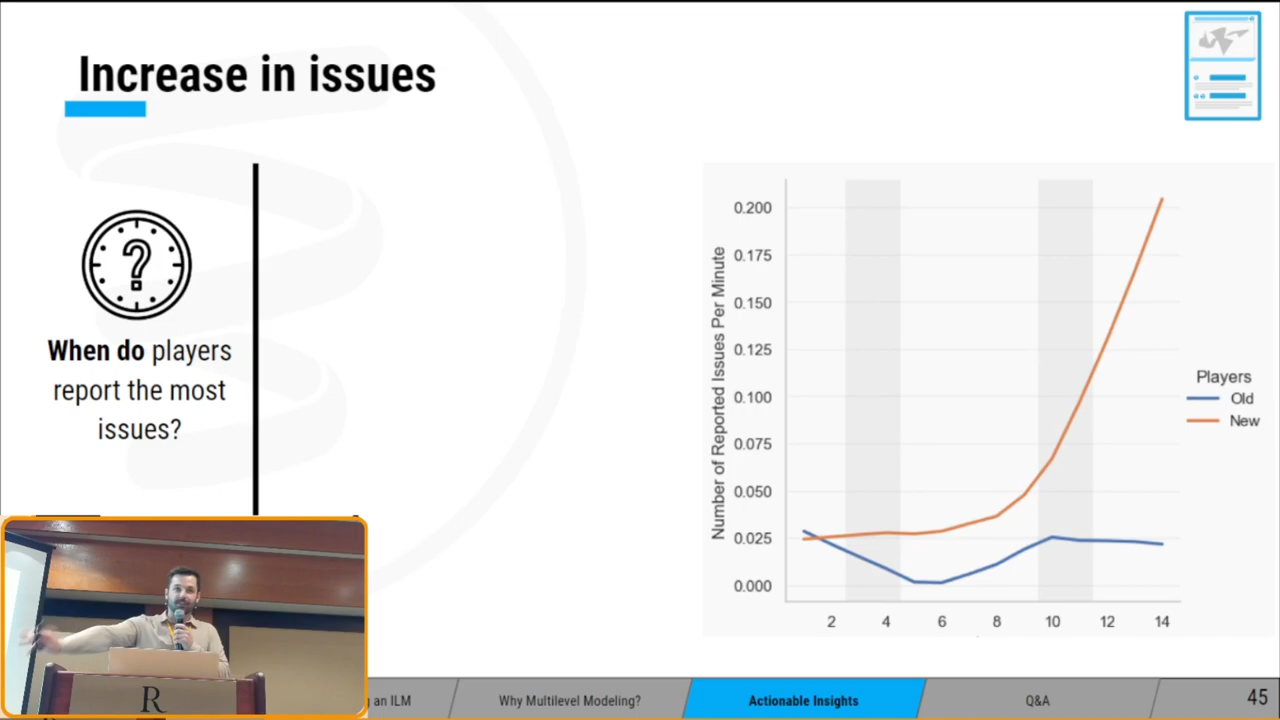 Increase in issues
When do players
report the most
issues?
Number of Reported Issues Per Minute
0.200
0.175
0.150
0.125
0.100
0.075
0.050
0.025
0.000
2 4 6 8 10 12 14
Players
Old
New
R
an ILM
Why Multilevel Modeling?
Actionable Insights
Q&A
45